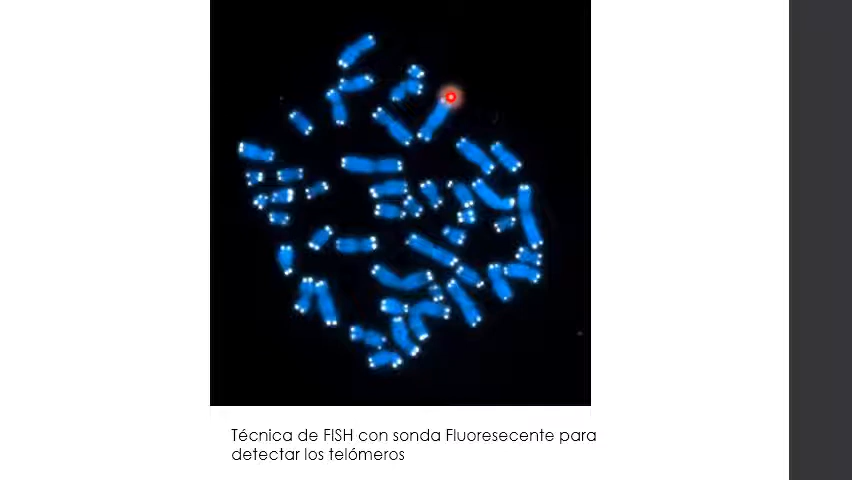 Técnica de FISH con sonda Fluoresecente para
detectar los telómeros